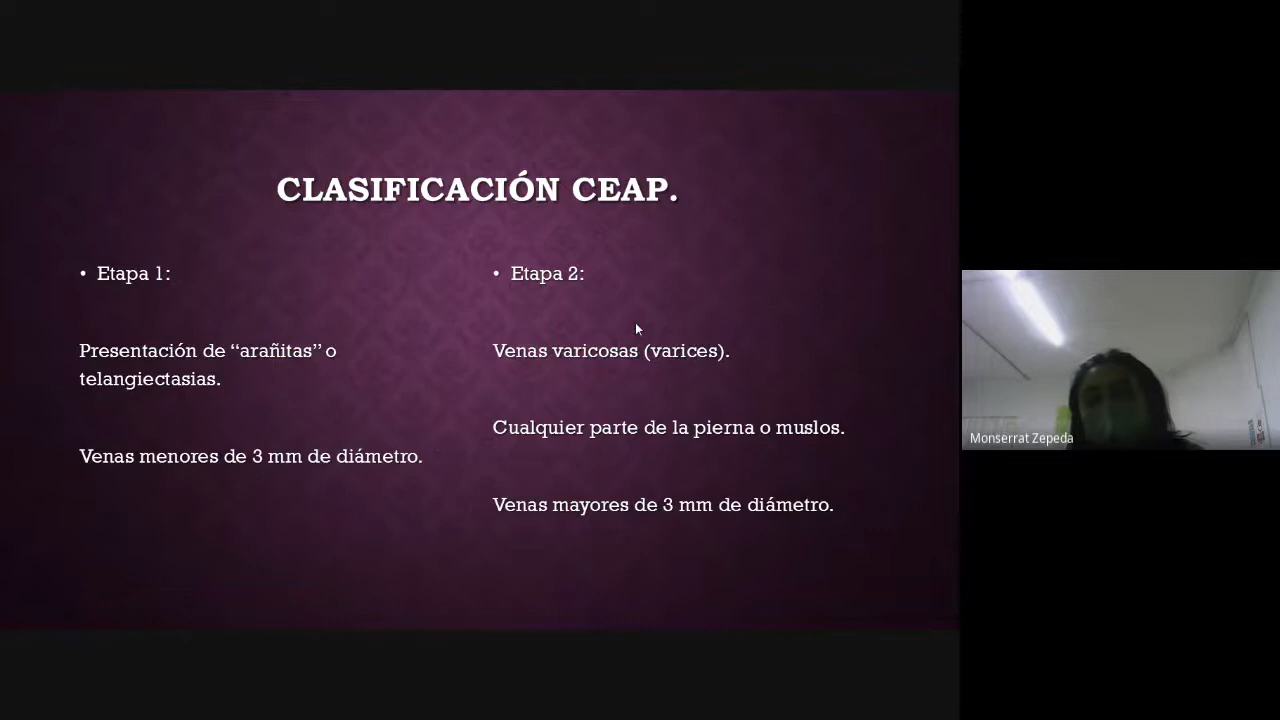 CLASIFICACIÓN CEAP.
• Etapa 1:
Presentación de “arañitas” o
telangiectasias.
Venas menores de 3 mm de diámetro.
• Etapa 2:
Venas varicosas (varices).
Cualquier parte de la pierna o muslos.
Venas mayores de 3 mm de diámetro.
Monserrat Zepeda